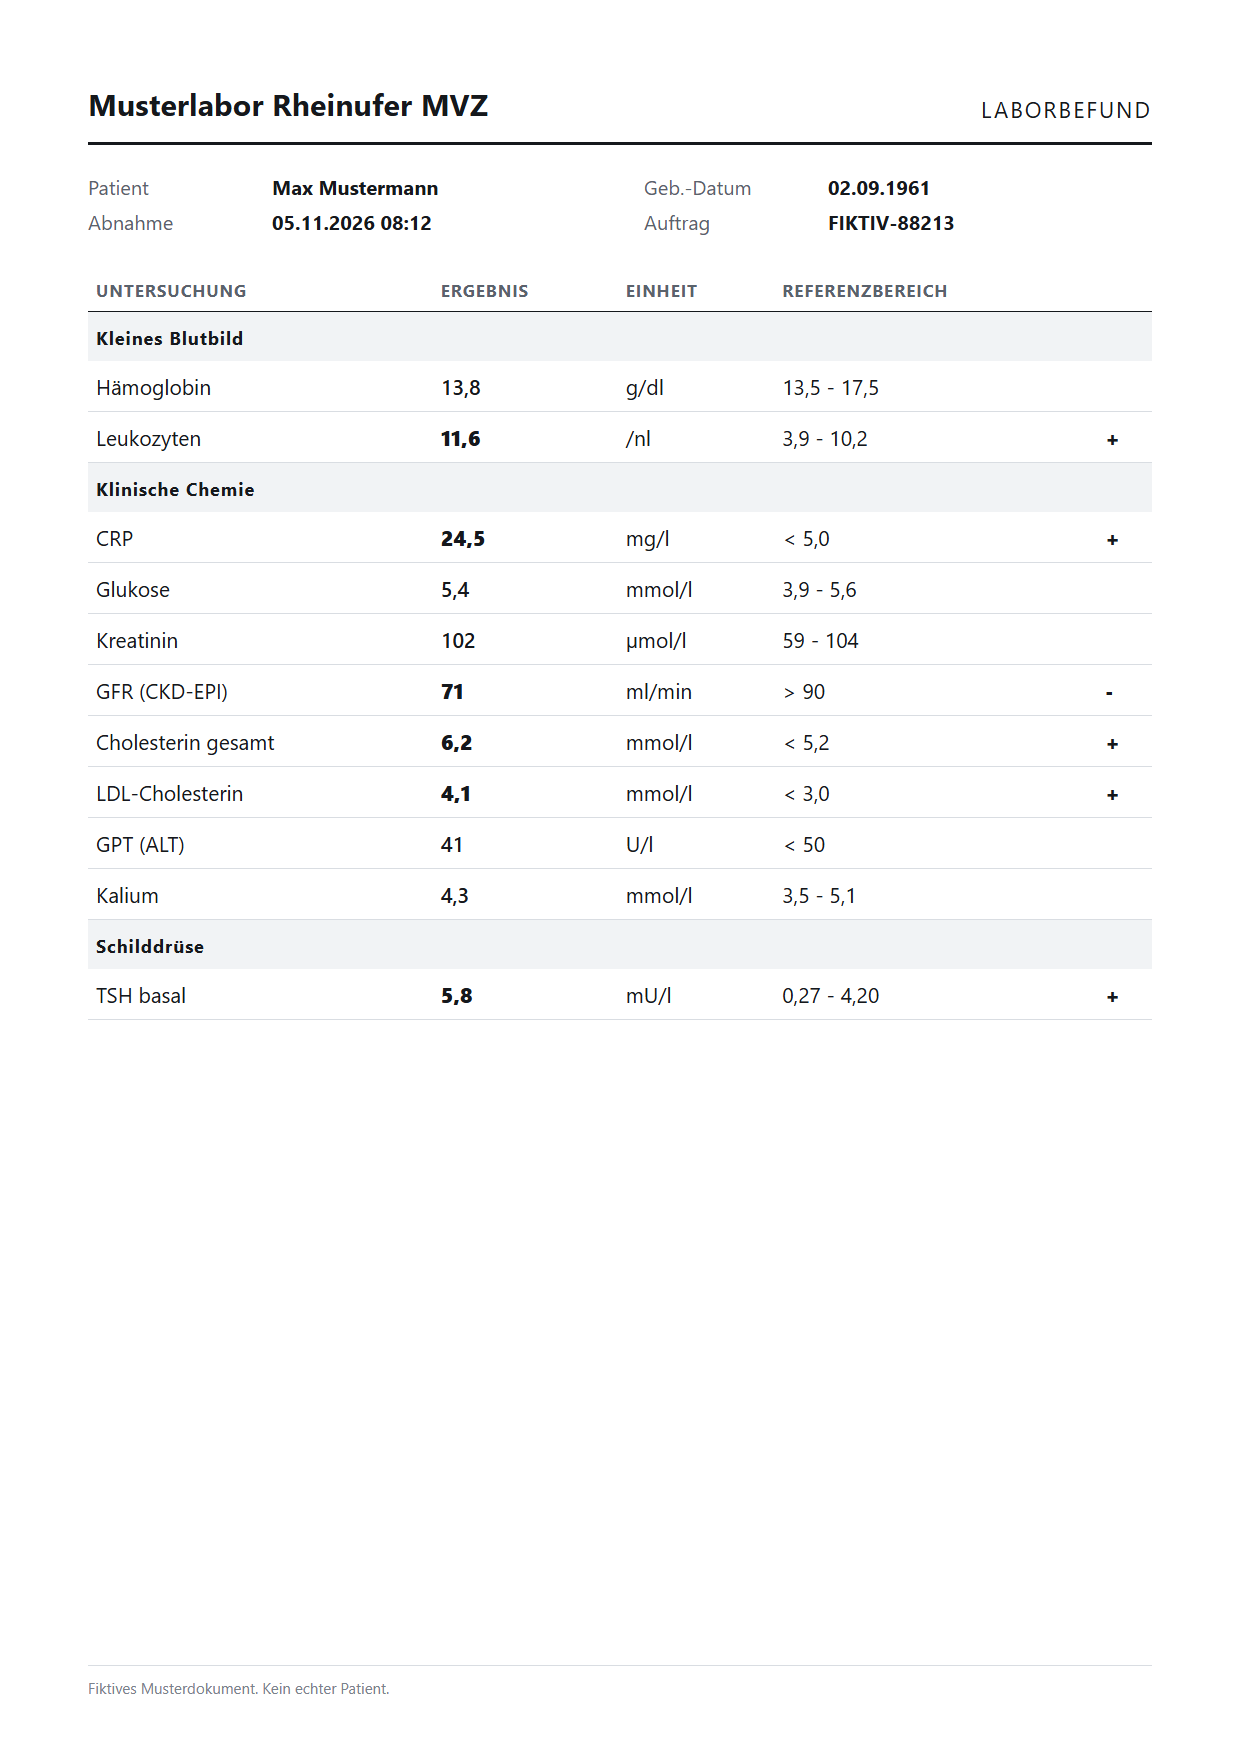 Musterlabor Rheinufer MVZ LABORBEFUND
Patient Max Mustermann Geb.-Datum 02.09.1961
Abnahme 05.11.2026 08:12 Auftrag FIKTIV-88213
UNTERSUCHUNG ERGEBNIS EINHEIT REFERENZBEREICH
Kleines Blutbild
Hämoglobin 13,8 g/dl 13,5 - 17,5
Leukozyten 11,6 /nl 3,9 - 10,2 +
Klinische Chemie
CRP 24,5 mg/l < 5,0 +
Glukose 5,4 mmol/l 3,9 - 5,6
Kreatinin 102 µmol/l 59 - 104
GFR (CKD-EPI) 71 ml/min > 90 -
Cholesterin gesamt 6,2 mmol/l < 5,2 +
LDL-Cholesterin 4,1 mmol/l < 3,0 +
GPT (ALT) 41 U/l < 50
Kalium 4,3 mmol/l 3,5 - 5,1
Schilddrüse
TSH basal 5,8 mU/l 0,27 - 4,20 +
Fiktives Musterdokument. Kein echter Patient.